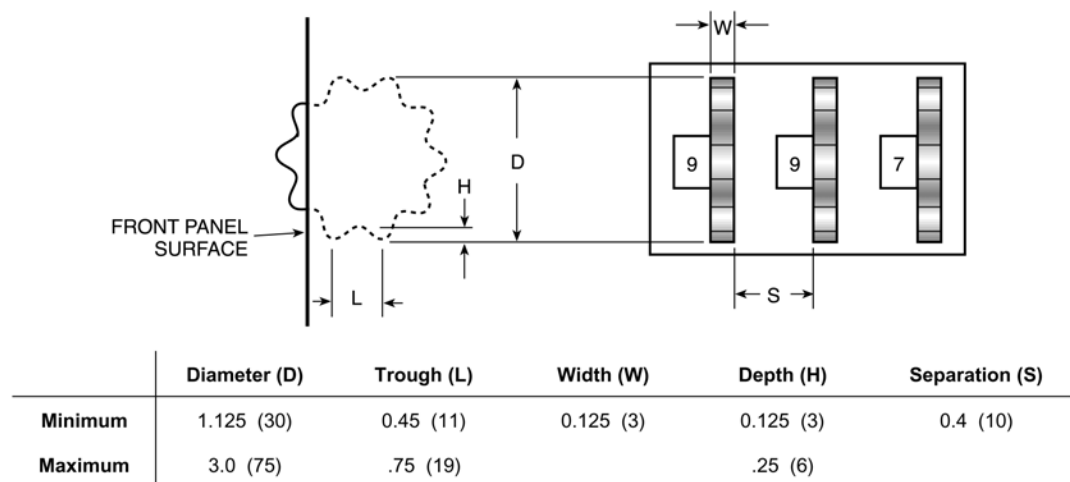 W
D
H
9
9
7
FRONT PANEL
SURFACE
L
S
Diameter (D) Trough (L) Width (W) Depth (H) Separation (S)
Minimum 1.125 (30) 0.45 (11) 0.125 (3) 0.125 (3) 0.4 (10)
Maximum 3.0 (75) .75 (19) .25 (6)